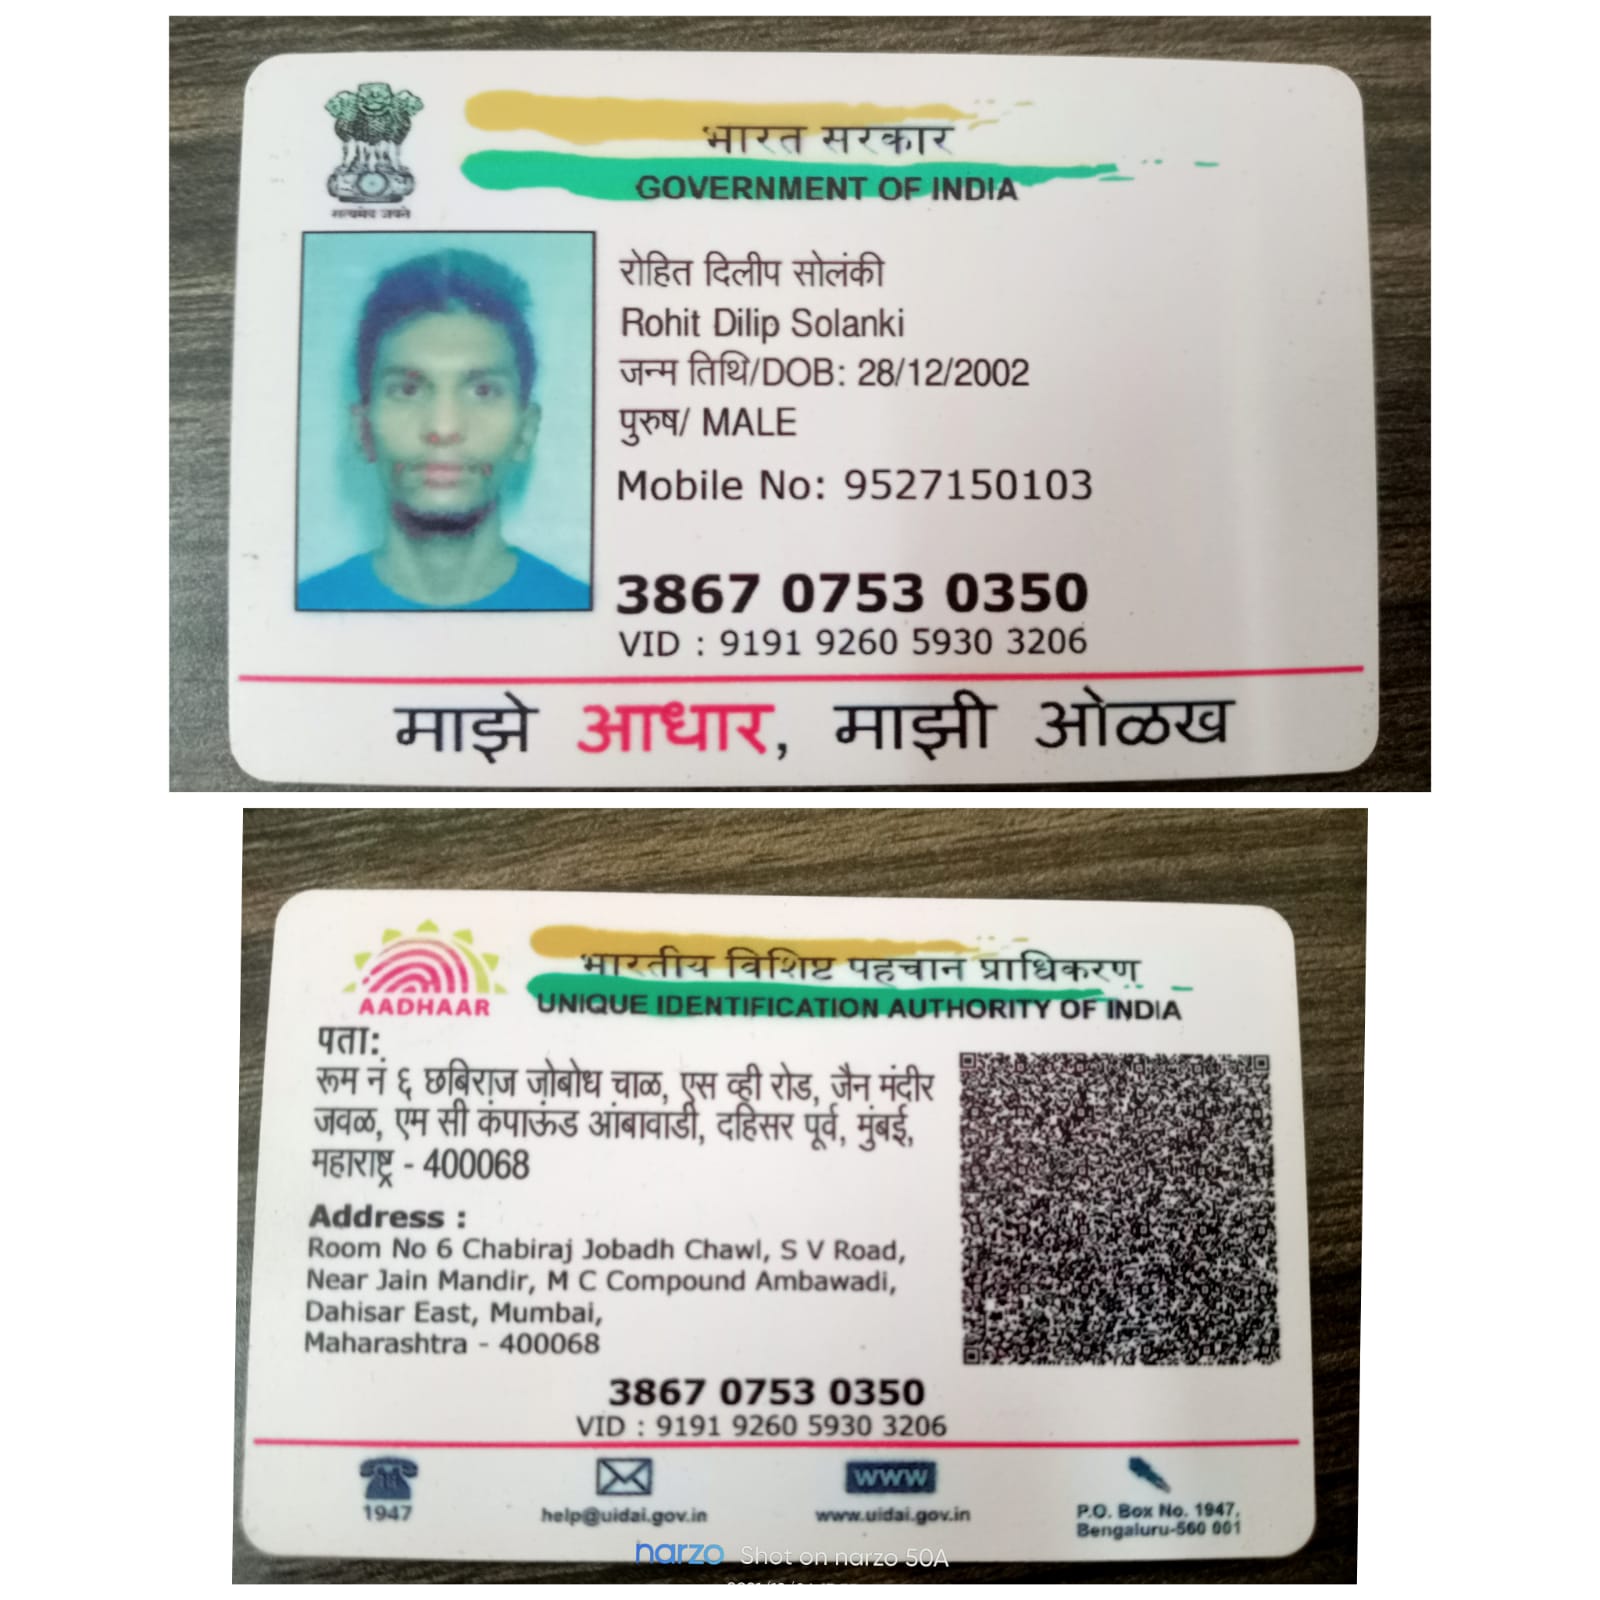 सत्यमेव जयते
भारत सरकार
GOVERNMENT OF INDIA
रोहित दिलीप सोलंकी
Rohit Dilip Solanki
जन्म तिथि/DOB: 28/12/2002
पुरुष/ MALE
Mobile No: 9527150103
3867 0753 0350
VID : 9191 9260 5930 3206
माझे आधार, माझी ओळख
AADHAAR
भारतीय विशिष्ट पहचान प्राधिकरण
UNIQUE IDENTIFICATION AUTHORITY OF INDIA
पता:
रूम नं ६ छबिराज जोबोध चाळ, एस व्ही रोड, जैन मंदीर
जवळ, एम सी कंपाऊंड आंबावाडी, दहिसर पूर्व, मुंबई,
महाराष्ट्र - 400068
Address :
Room No 6 Chabiraj Jobadh Chawl, S V Road,
Near Jain Mandir, M C Compound Ambawadi,
Dahisar East, Mumbai,
Maharashtra - 400068
3867 0753 0350
VID : 9191 9260 5930 3206
1947
help@uidai.gov.in
www
www.uidai.gov.in
P.O. Box No. 1947,
Bengaluru-560 001
narzo Shot on narzo 50A